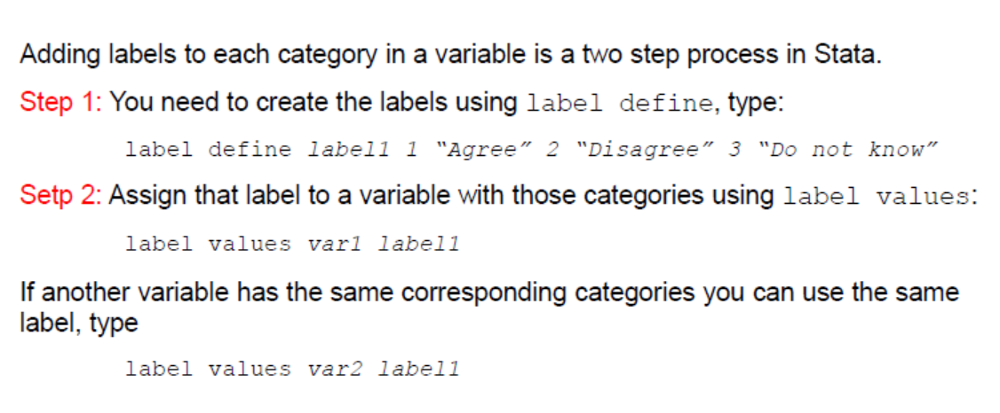 Adding labels to each category in a variable is a two step process in Stata.
Step 1: You need to create the labels using label define, type:
label define label1 1 “Agree” 2 “Disagree” 3 “Do not know”
Setp 2: Assign that label to a variable with those categories using label values:
label values var1 label1
If another variable has the same corresponding categories you can use the same
label, type
label values var2 label1